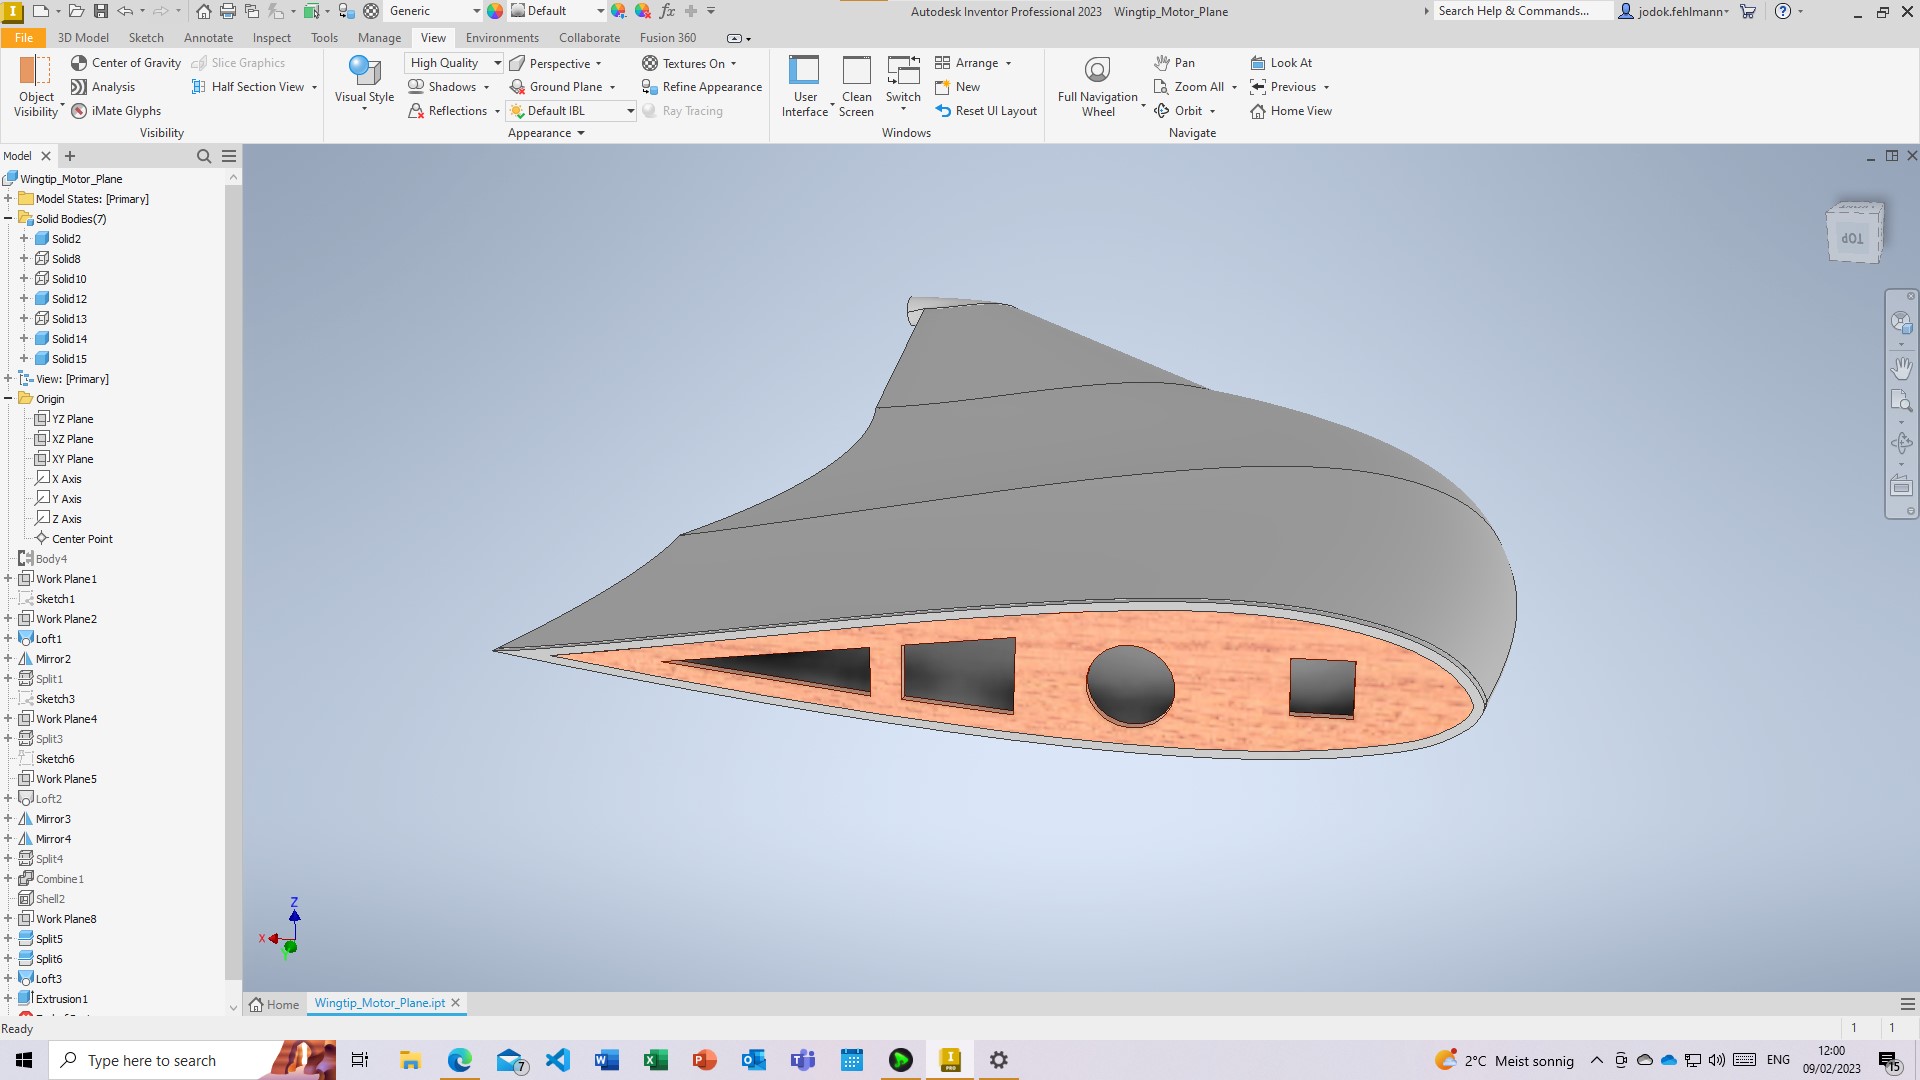 Generic
Default
Autodesk Inventor Professional 2023 Wingtip_Motor_Plane
Search Help & Commands...
jodok.fehlmann
File 3D Model Sketch Annotate Inspect Tools Manage View Environments Collaborate Fusion 360
Object Visibility
Center of Gravity
Analysis
iMate Glyphs
Slice Graphics
Half Section View
Visibility
Visual Style
High Quality
Shadows
Reflections
Perspective
Ground Plane
Default IBL
Textures On
Refine Appearance
Ray Tracing
Appearance
User Interface
Clean Screen
Switch
Arrange
New
Reset UI Layout
Windows
Full Navigation Wheel
Pan
Zoom All
Orbit
Look At
Previous
Home View
Navigate
Model
Wingtip_Motor_Plane
Model States: [Primary]
Solid Bodies(7)
Solid2
Solid8
Solid10
Solid12
Solid13
Solid14
Solid15
View: [Primary]
Origin
YZ Plane
XZ Plane
XY Plane
X Axis
Y Axis
Z Axis
Center Point
Body4
Work Plane1
Sketch1
Work Plane2
Loft1
Mirror2
Split1
Sketch3
Work Plane4
Split3
Sketch6
Work Plane5
Loft2
Mirror3
Mirror4
Split4
Combine1
Shell2
Work Plane8
Split5
Split6
Loft3
Extrusion1
TOP
Z
X
Y
Home
Wingtip_Motor_Plane.ipt
Ready
1 1
Type here to search
7
2°C Meist sonnig
ENG
12:00
09/02/2023
15